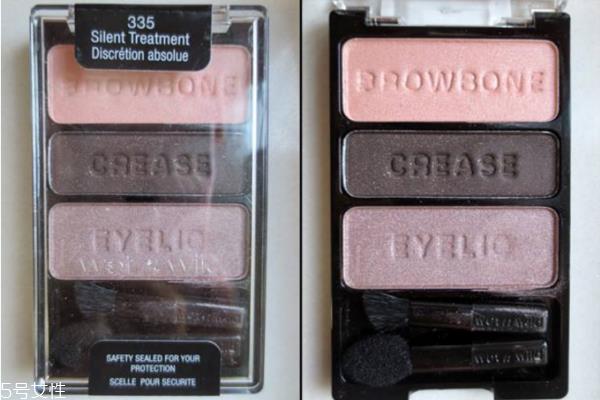 335
Silent Treatment
Discrétion absolue
BROWBONE
CREASE
EYELID
wet n wild
SAFETY SEALED FOR YOUR
PROTECTION
SCELLE POUR SECURITE
BROWBONE
CREASE
EYELID
wet n wild
wet n wild
5号女性